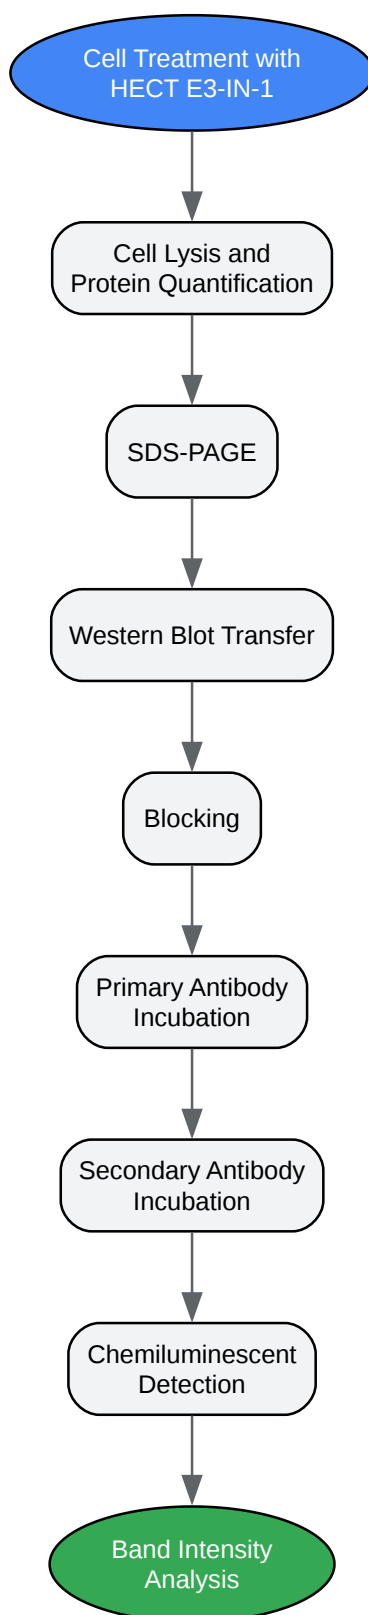 Cell Treatment with
HECT E3-IN-1
Cell Lysis and
Protein Quantification
SDS-PAGE
Western Blot Transfer
Blocking
Primary Antibody
Incubation
Secondary Antibody
Incubation
Chemiluminescent
Detection
Band Intensity
Analysis